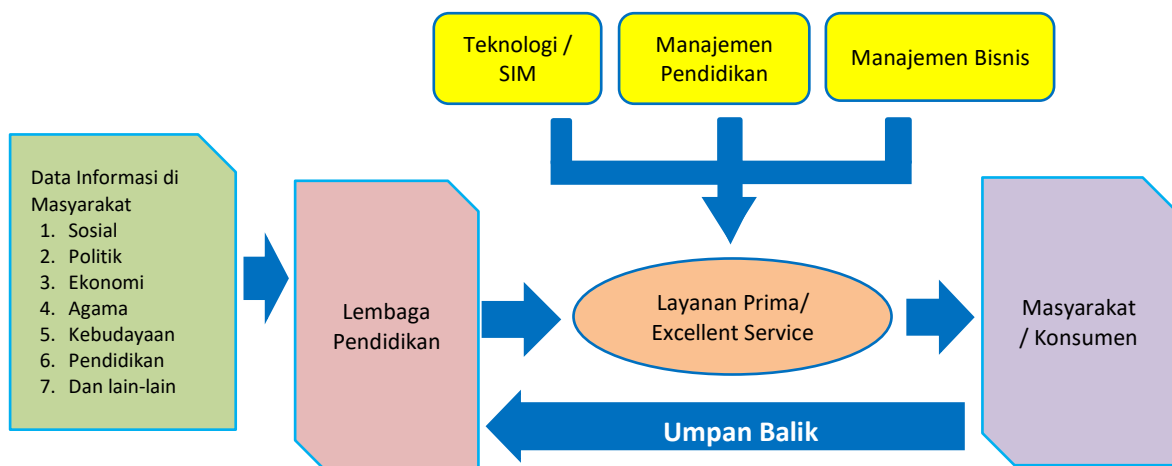 Teknologi /
SIM
Manajemen
Pendidikan
Manajemen Bisnis
Data Informasi di
Masyarakat
1. Sosial
2. Politik
3. Ekonomi
4. Agama
5. Kebudayaan
6. Pendidikan
7. Dan lain-lain
Lembaga
Pendidikan
Layanan Prima/
Excellent Service
Masyarakat
/ Konsumen
Umpan Balik